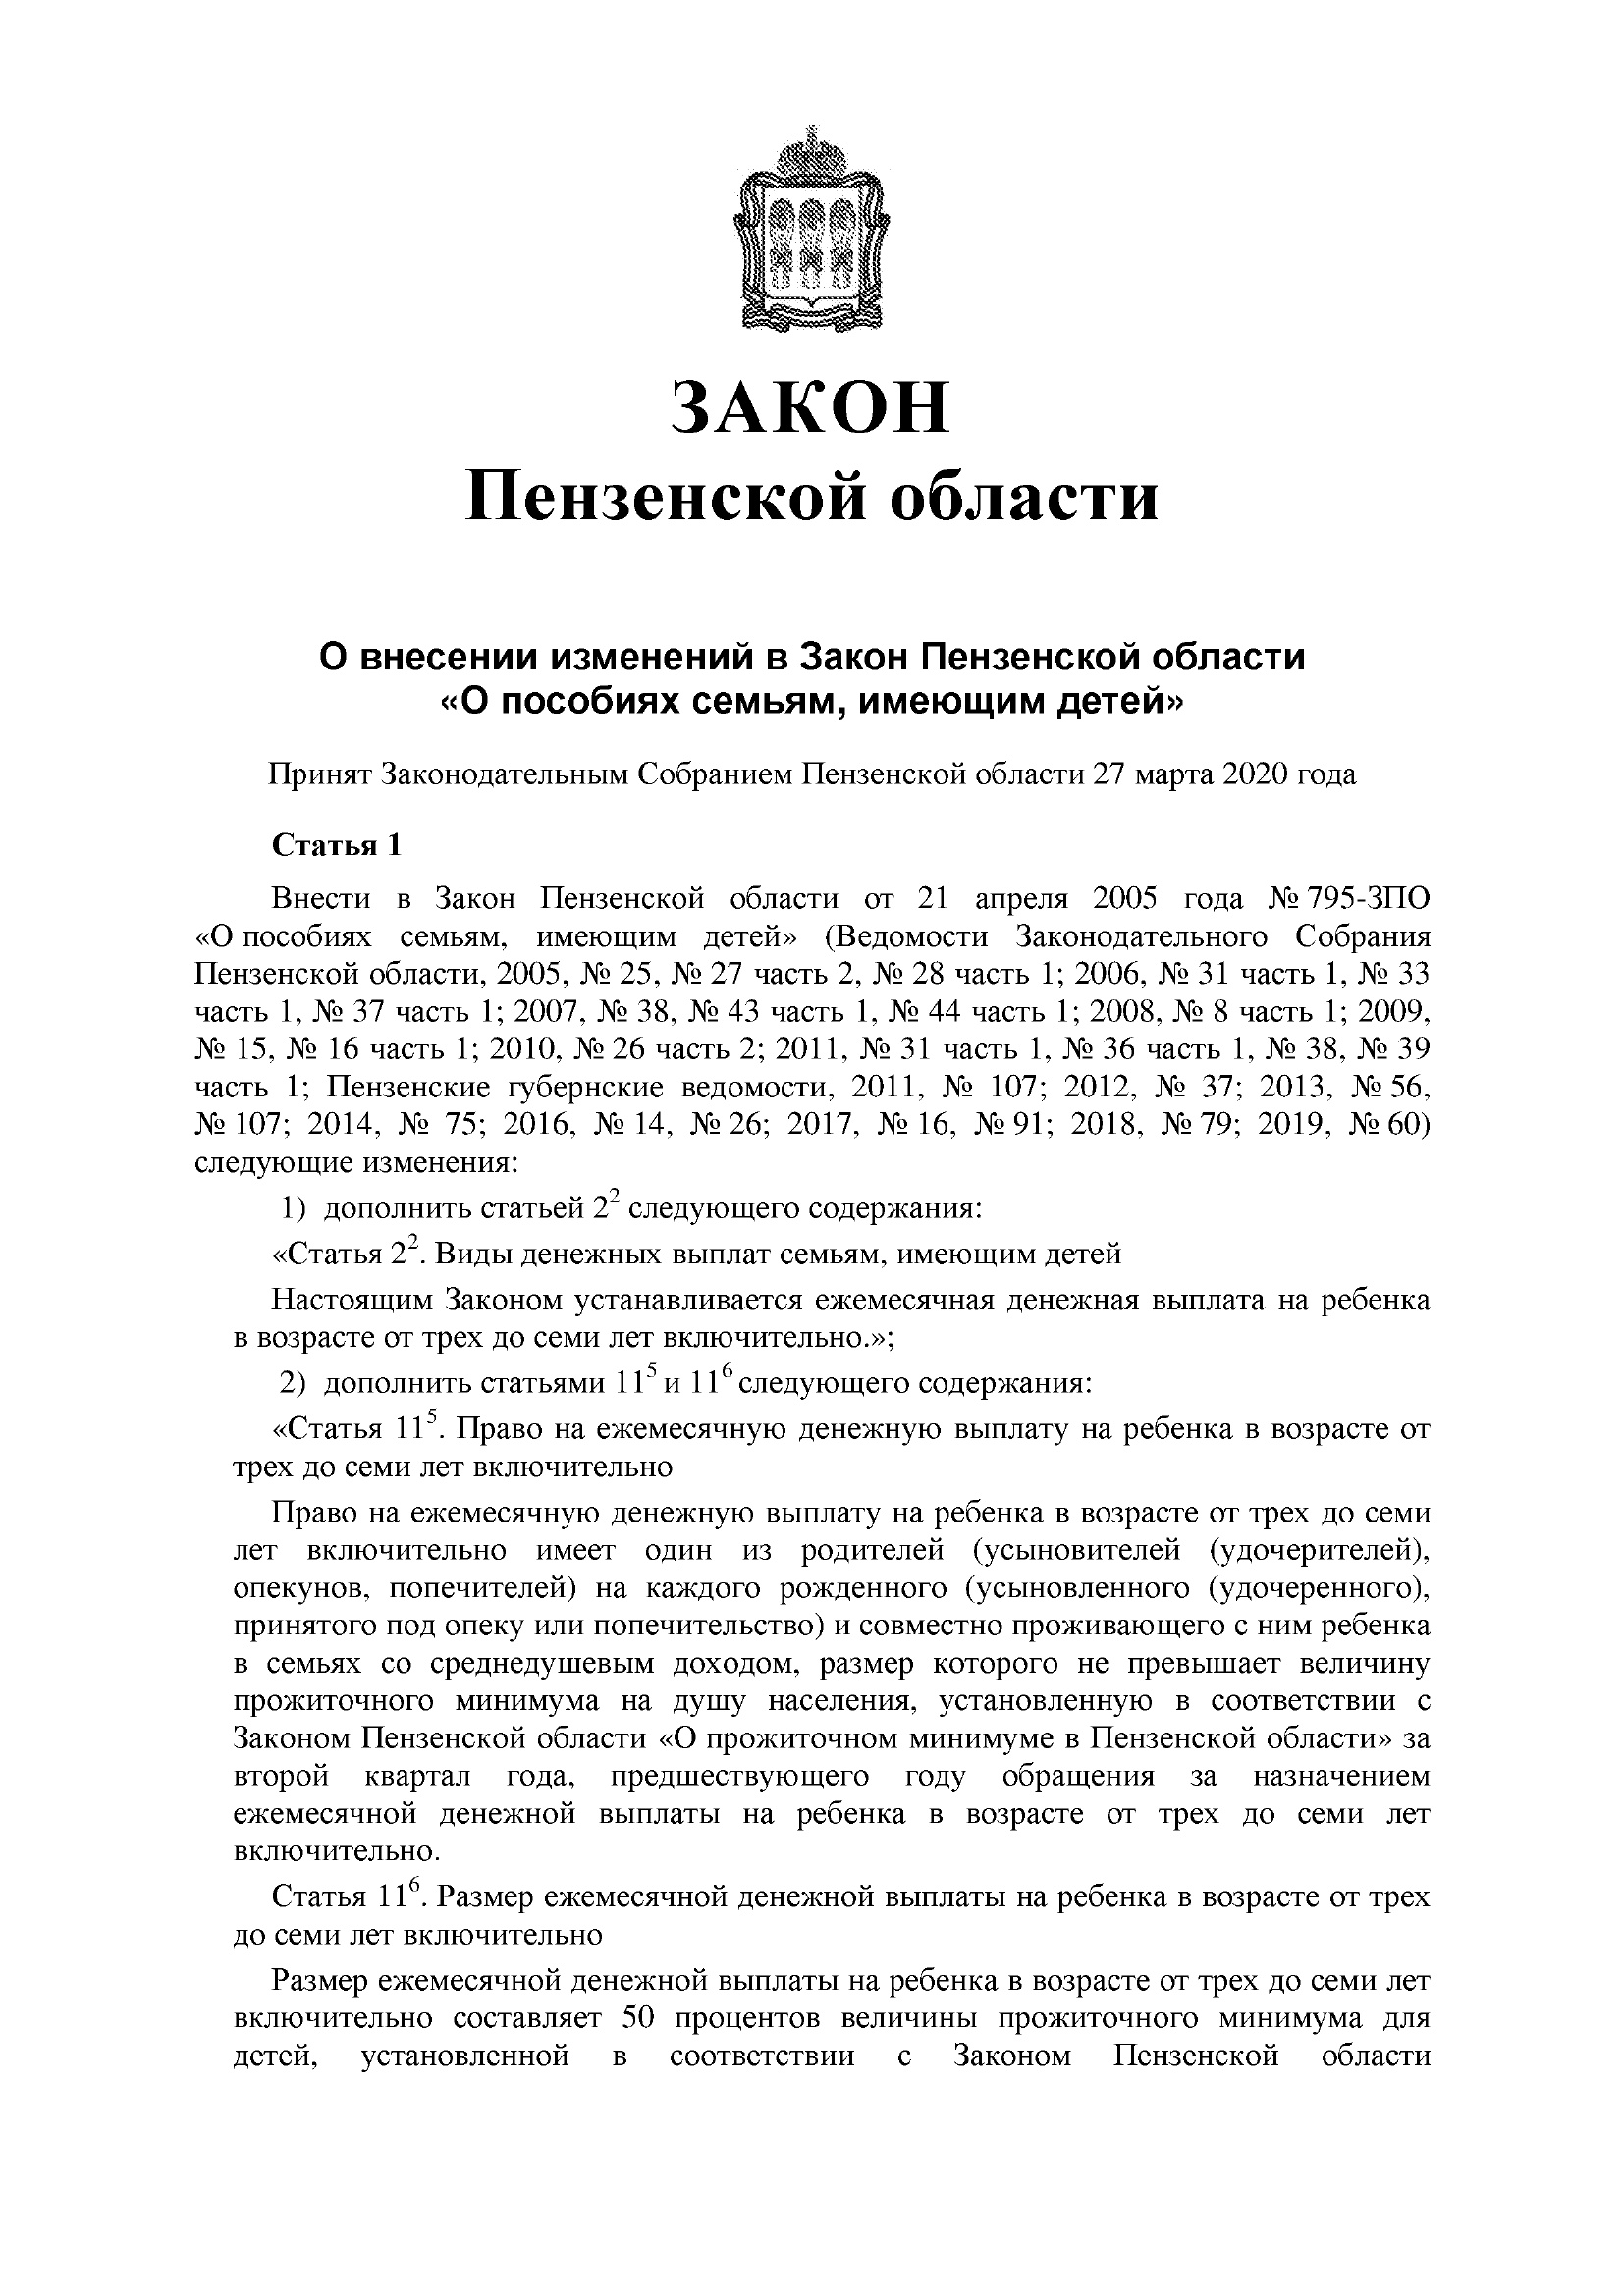 ЗАКОН
Пензенской области
О внесении изменений в Закон Пензенской области
«О пособиях семьям, имеющим детей»
Принят Законодательным Собранием Пензенской области 27 марта 2020 года
Статья 1
Внести в Закон Пензенской области от 21 апреля 2005 года № 795-ЗПО
«О пособиях семьям, имеющим детей» (Ведомости Законодательного Собрания
Пензенской области, 2005, № 25, № 27 часть 2, № 28 часть 1; 2006, № 31 часть 1, № 33
часть 1, № 37 часть 1; 2007, № 38, № 43 часть 1, № 44 часть 1; 2008, № 8 часть 1; 2009,
№ 15, № 16 часть 1; 2010, № 26 часть 2; 2011, № 31 часть 1, № 36 часть 1, № 38, № 39
часть 1; Пензенские губернские ведомости, 2011, № 107; 2012, № 37; 2013, № 56,
№ 107; 2014, № 75; 2016, № 14, № 26; 2017, № 16, № 91; 2018, № 79; 2019, № 60)
следующие изменения:
1) дополнить статьей 2² следующего содержания:
«Статья 2². Виды денежных выплат семьям, имеющим детей
Настоящим Законом устанавливается ежемесячная денежная выплата на ребенка
в возрасте от трех до семи лет включительно.»;
2) дополнить статьями 11⁵ и 11⁶ следующего содержания:
«Статья 11⁵. Право на ежемесячную денежную выплату на ребенка в возрасте от
трех до семи лет включительно
Право на ежемесячную денежную выплату на ребенка в возрасте от трех до семи
лет включительно имеет один из родителей (усыновителей (удочерителей),
опекунов, попечителей) на каждого рожденного (усыновленного (удочеренного),
принятого под опеку или попечительство) и совместно проживающего с ним ребенка
в семьях со среднедушевым доходом, размер которого не превышает величину
прожиточного минимума на душу населения, установленную в соответствии с
Законом Пензенской области «О прожиточном минимуме в Пензенской области» за
второй квартал года, предшествующего году обращения за назначением
ежемесячной денежной выплаты на ребенка в возрасте от трех до семи лет
включительно.
Статья 11⁶. Размер ежемесячной денежной выплаты на ребенка в возрасте от трех
до семи лет включительно
Размер ежемесячной денежной выплаты на ребенка в возрасте от трех до семи лет
включительно составляет 50 процентов величины прожиточного минимума для
детей, установленной в соответствии с Законом Пензенской области